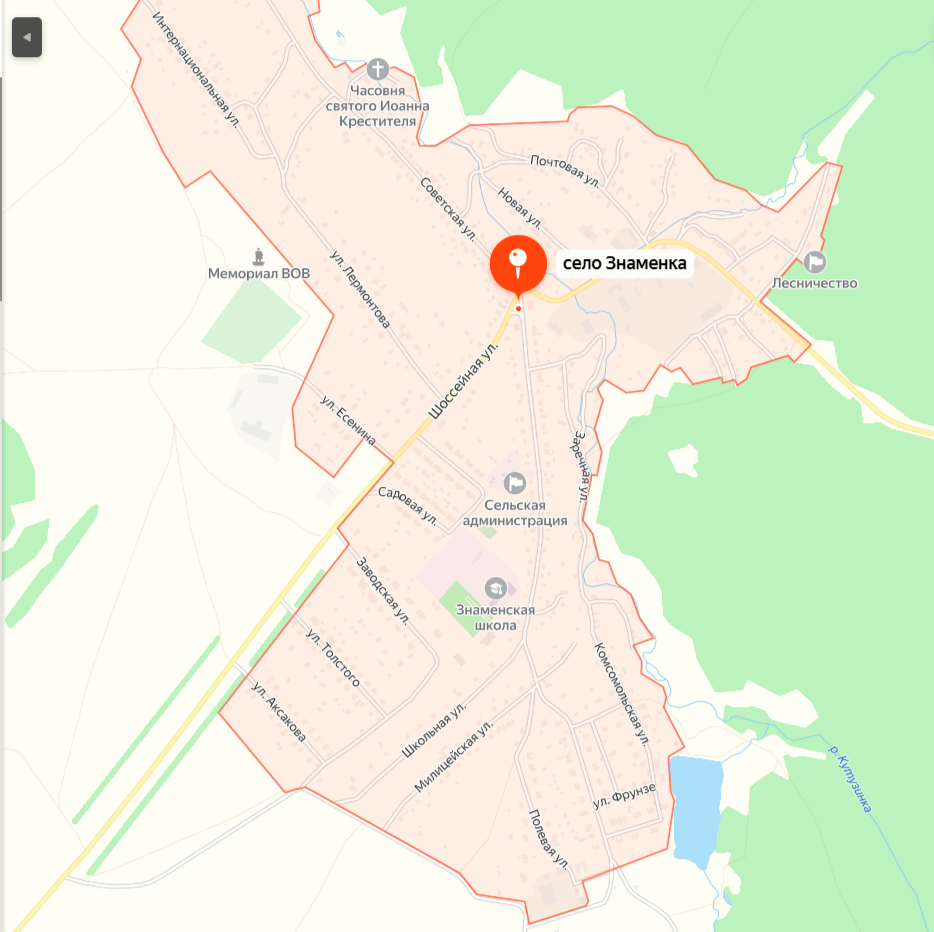 Интернациональная ул.
Часовня
святого Иоанна
Крестителя
Почтовая ул.
Советская ул.
Новая ул.
село Знаменка
Мемориал ВОВ
ул. Лермонтова
Лесничество
Шоссейная ул.
ул. Есенина
Заречная ул.
Садовая ул.
Сельская
администрация
Заводская ул.
Знаменская
школа
ул. Толстого
Комсомольская ул.
ул. Аксакова
Школьная ул.
Милицейская ул.
р. Кутузинка
ул. Фрунзе
Полевая ул.